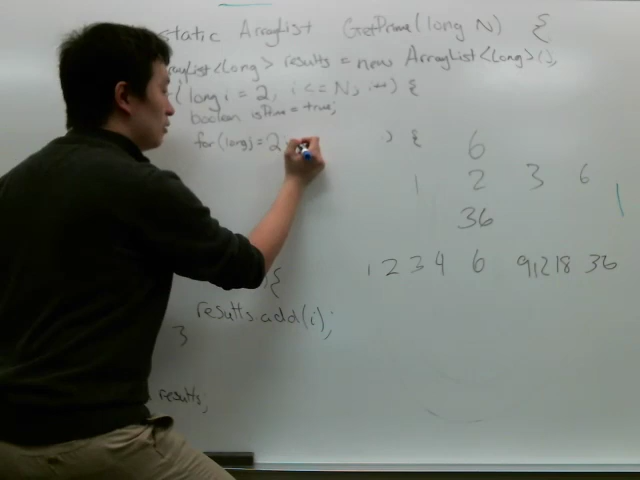 static ArrayList GetPrime(long N) {
ArrayList<Long> results = new ArrayList<Long>();
(long i = 2, i <= N; i++) {
boolean isPrime = true;
for (long j = 2; ) {
6
1 2 3 6
36
1 2 3 4 6 9 12 18 36
){
results.add(i);
}
results;